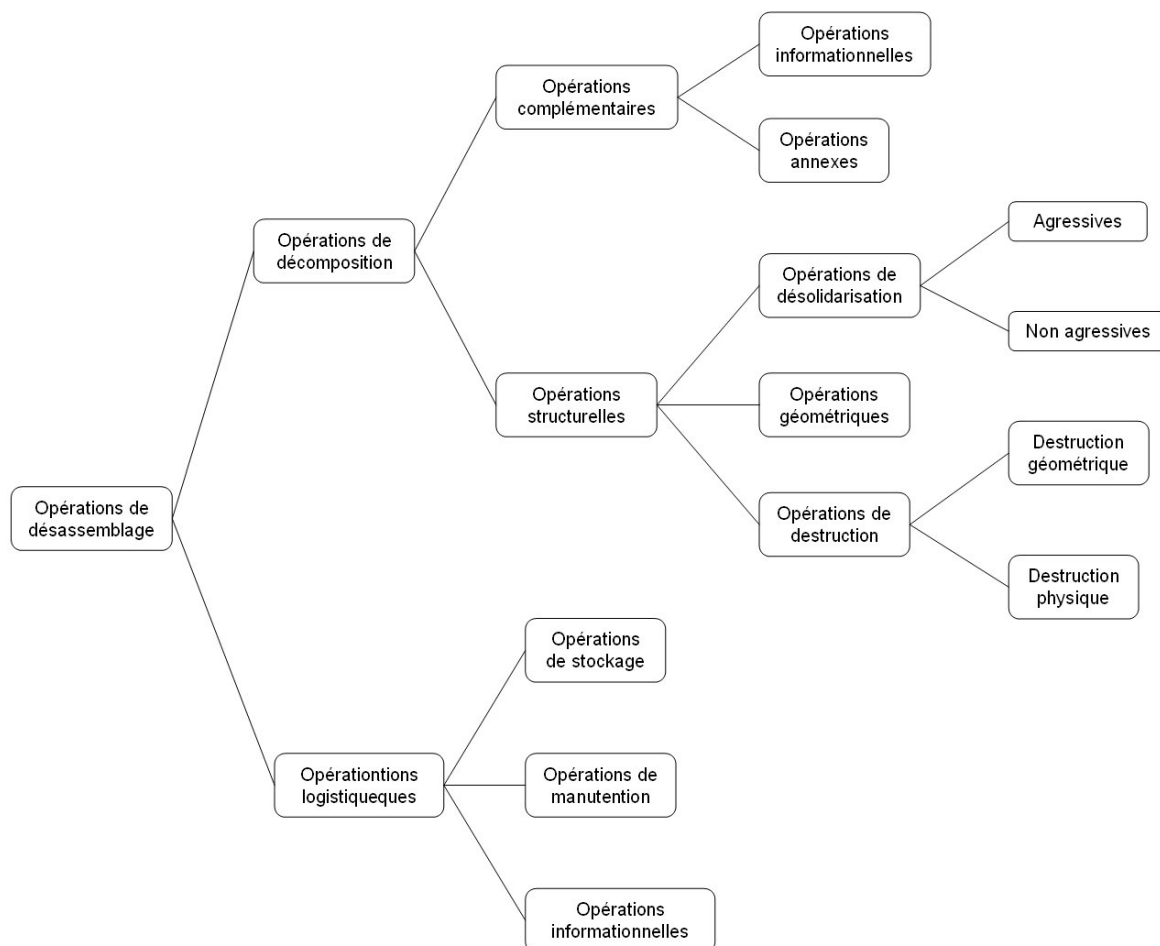 Opérations
informationnelles
Opérations
complémentaires
Opérations
annexes
Agressives
Opérations de
décomposition
Opérations de
désolidarisation
Non agressives
Opérations
structurelles
Opérations
géométriques
Destruction
géométrique
Opérations de
désassemblage
Opérations de
destruction
Destruction
physique
Opérations
de stockage
Opérationtions
logistiqueques
Opérations de
manutention
Opérations
informationnelles